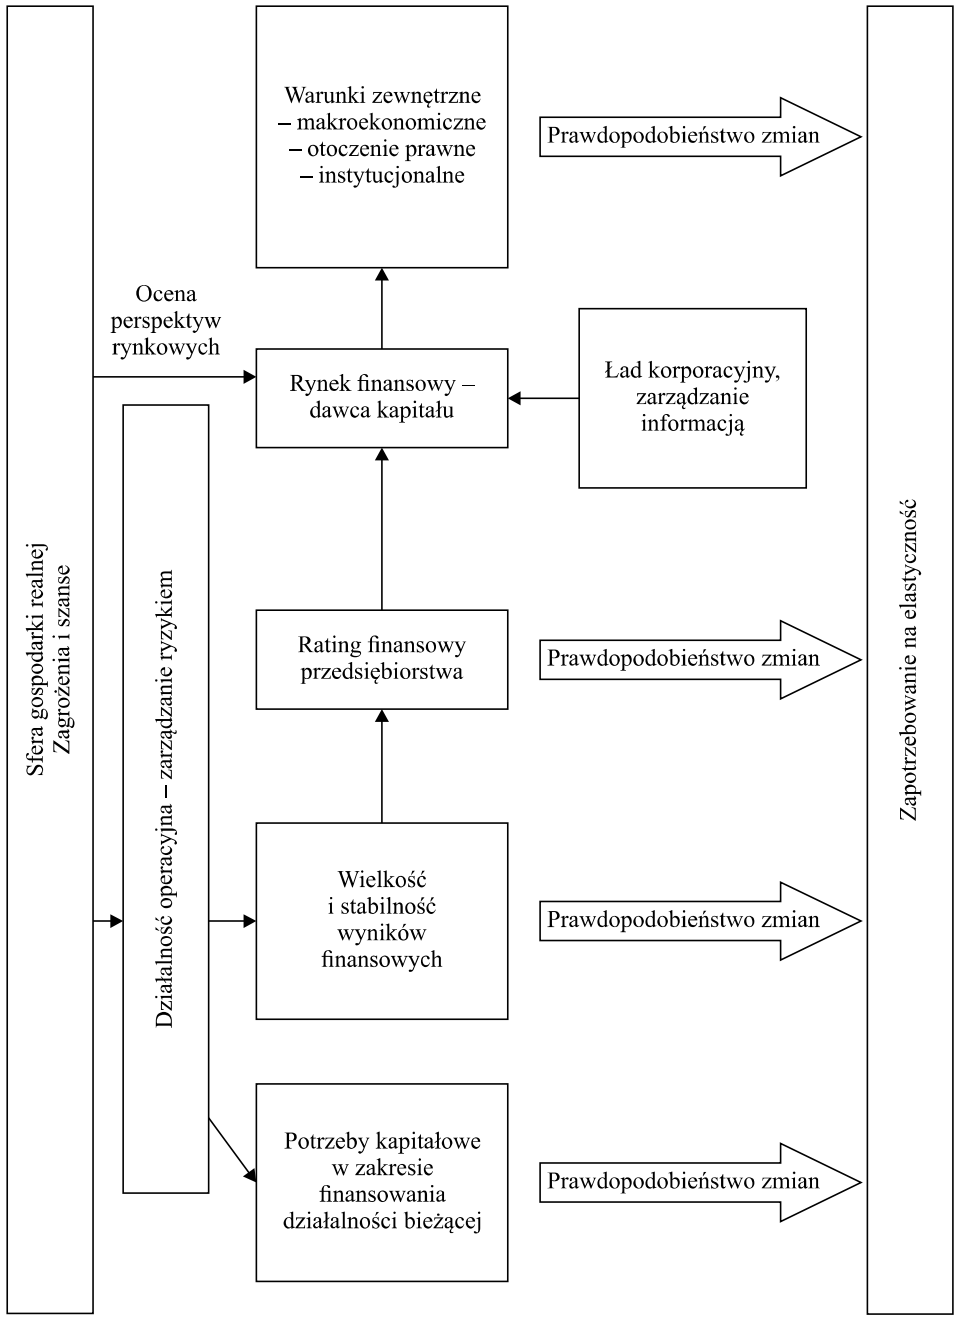 Warunki zewnętrzne
– makroekonomiczne
– otoczenie prawne
– instytucjonalne
Prawdopodobieństwo zmian
Ocena
perspektyw
rynkowych
Rynek finansowy –
dawca kapitału
Ład korporacyjny,
zarządzanie
informacją
Sfera gospodarki realnej
Zagrożenia i szanse
Działalność operacyjna – zarządzanie ryzykiem
Rating finansowy
przedsiębiorstwa
Prawdopodobieństwo zmian
Zapotrzebowanie na elastyczność
Wielkość
i stabilność
wyników
finansowych
Prawdopodobieństwo zmian
Potrzeby kapitałowe
w zakresie
finansowania
działalności bieżącej
Prawdopodobieństwo zmian